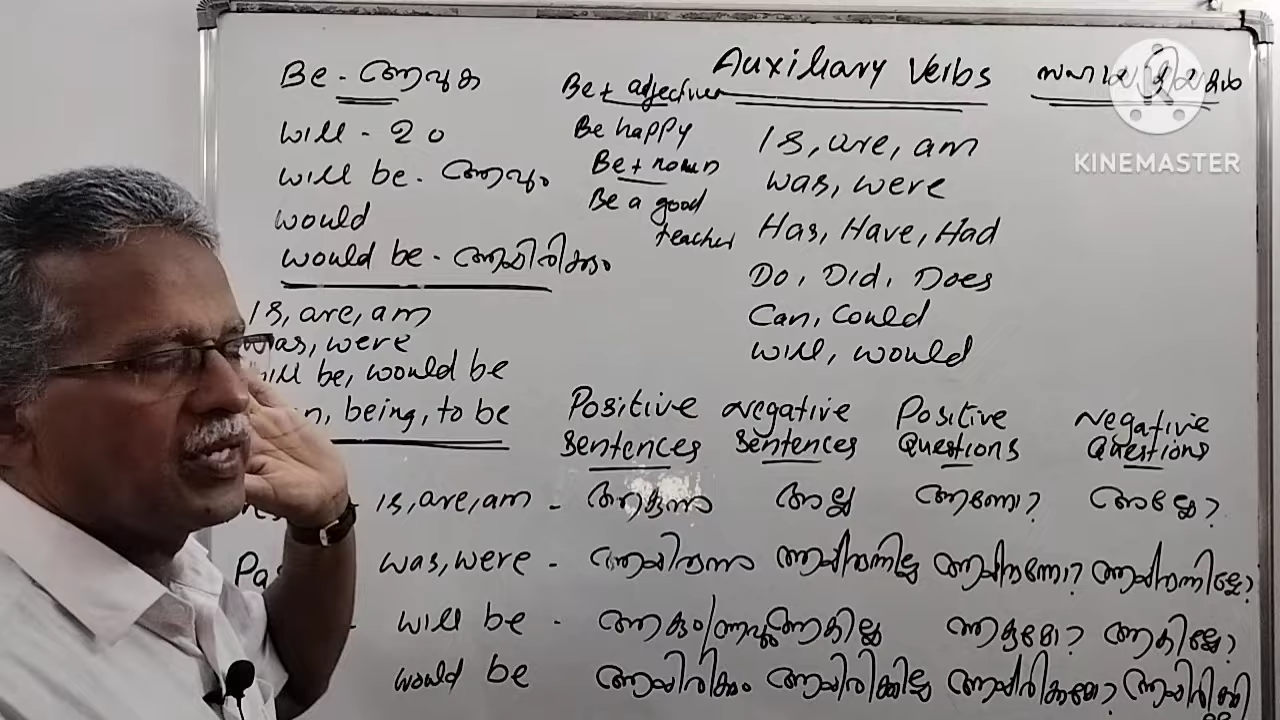 Be - ആവുക
will - ഉം
will be - ആവും
would
would be - ആയിരിക്കും
Is, are, am
was, were
will be, would be
being, to be
Be + adjective
Be happy
Be + noun
Be a good
teacher
Auxiliary Verbs
Is, are, am
was, were
Has, Have, Had
Do, Did, Does
Can, Could
will, would
KINEMASTER
Positive Sentences Negative Sentences Positive Questions Negative Questions
Is, are, am - ആകുന്നു അല്ല ആണോ? അല്ലേ?
was, were - ആയിരുന്നു ആയിരുന്നില്ല ആയിരുന്നോ? ആയിരുന്നില്ലേ?
will be - ആകും/ആവും ആകില്ല ആകുമോ? ആകില്ലേ?
would be ആയിരിക്കും ആയിരിക്കില്ല ആയിരിക്കുമോ?